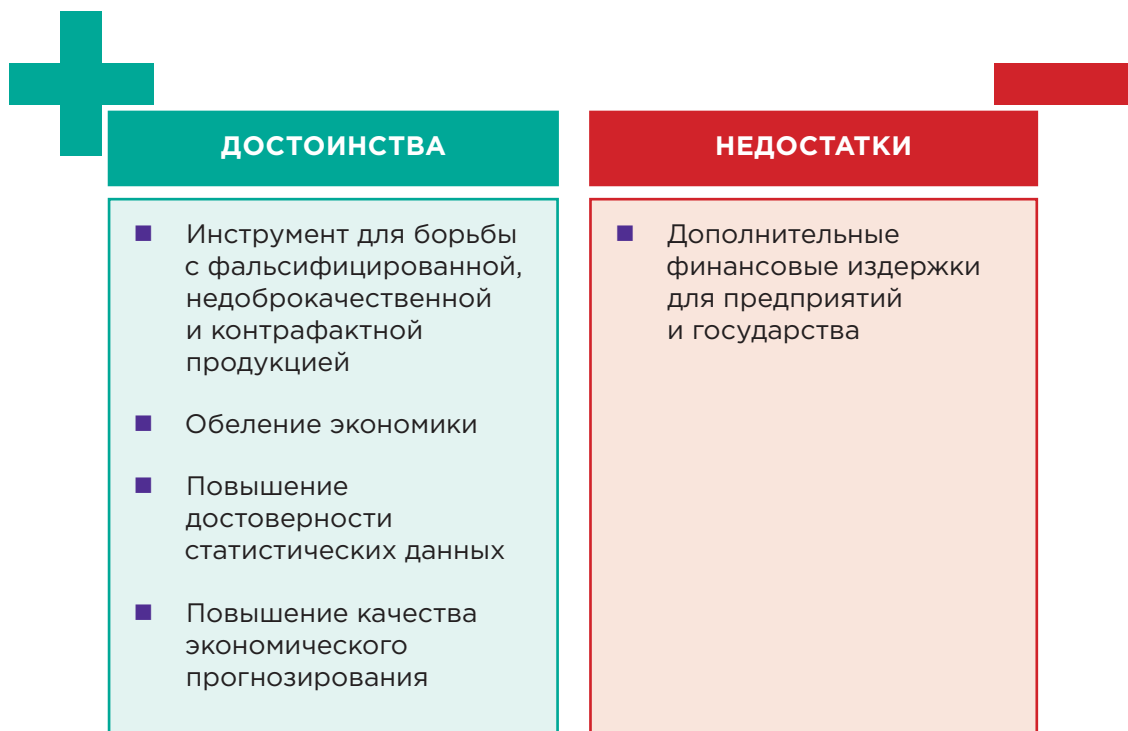 ДОСТОИНСТВА
Инструмент для борьбы
с фальсифицированной,
недоброкачественной
и контрафактной
продукцией
Обеление экономики
Повышение
достоверности
статистических данных
Повышение качества
экономического
прогнозирования
НЕДОСТАТКИ
Дополнительные
финансовые издержки
для предприятий
и государства